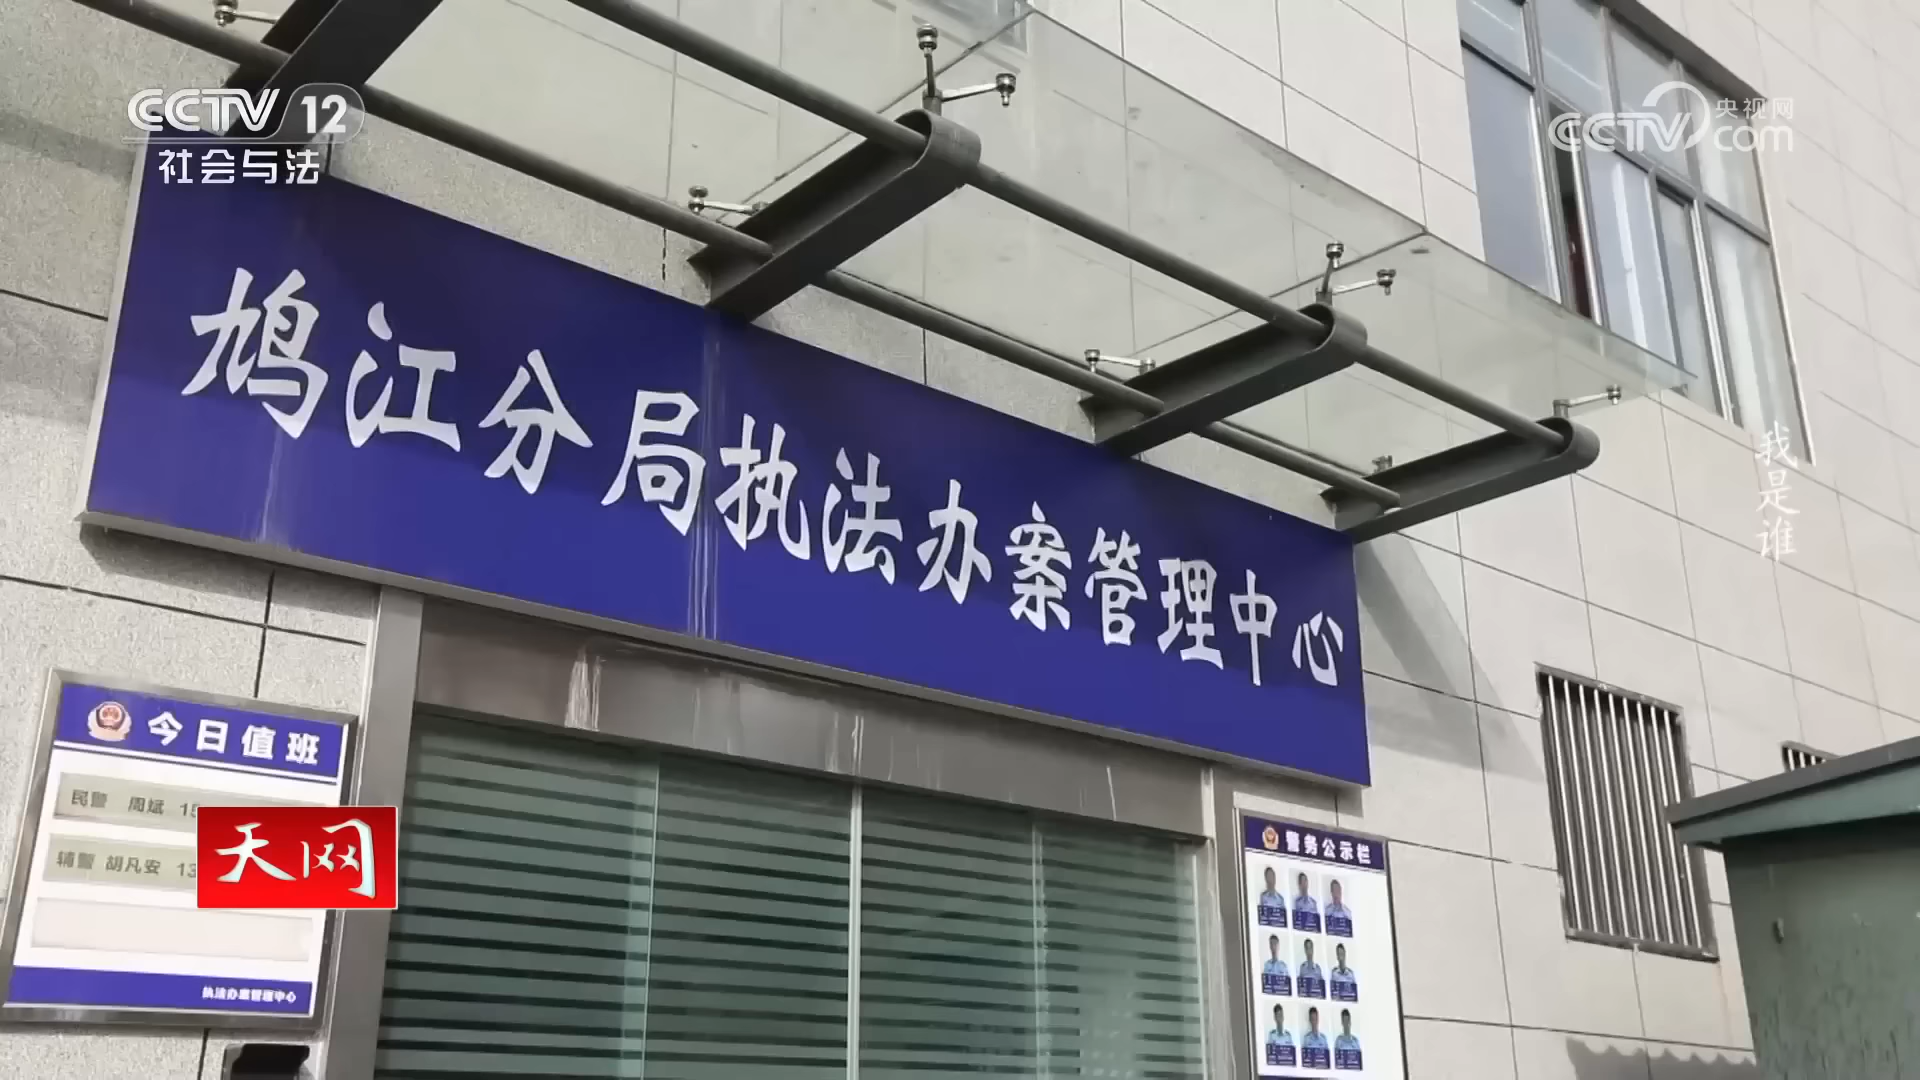 CCTV 12
社会与法
央视网
CCTV.com
鸠江分局执法办案管理中心
我是谁
今日值班
民警 周斌 15
辅警 胡凡安 13
天网
执法办案管理中心
警务公示栏